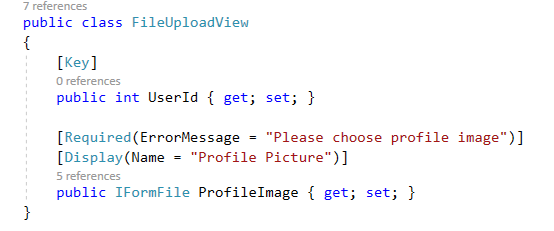 7 references
public class FileUploadView
{
[Key]
0 references
public int UserId { get; set; }
[Required(ErrorMessage = "Please choose profile image")]
[Display(Name = "Profile Picture")]
5 references
public IFormFile ProfileImage { get; set; }
}